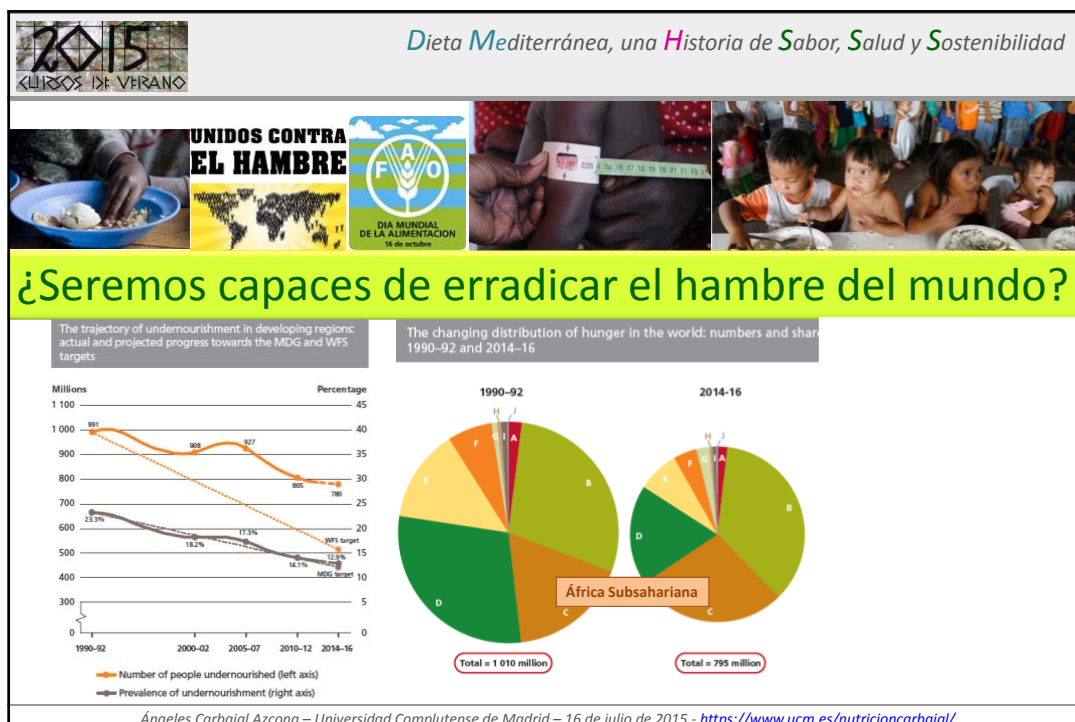 2015
CURSOS DE VERANO
Dieta Mediterránea, una Historia de Sabor, Salud y Sostenibilidad
UNIDOS CONTRA
EL HAMBRE
F A O
DIA MUNDIAL
DE LA ALIMENTACION
16 de octubre
cm
¿Seremos capaces de erradicar el hambre del mundo?
The trajectory of undernourishment in developing regions:
actual and projected progress towards the MDG and WFS
targets
Millions Percentage
1 100 45
1 000 40
900 35
800 30
700 25
600 20
500 15
400 10
300 5
0 0
991
908
927
805
780
23.3%
18.2%
17.3%
14.1%
WFS target
12.9%
MDG target
1990–92 2000–02 2005–07 2010–12 2014–16
Number of people undernourished (left axis)
Prevalence of undernourishment (right axis)
The changing distribution of hunger in the world: numbers and share
1990–92 and 2014–16
1990–92
H J
G I A
F
B
E
D
C
Total = 1 010 million
África Subsahariana
2014-16
H J
G I A
F
E
B
D
C
Total = 795 million
Ángeles Carbajal Azcona – Universidad Complutense de Madrid – 16 de julio de 2015 - https://www.ucm.es/nutricioncarbajal/